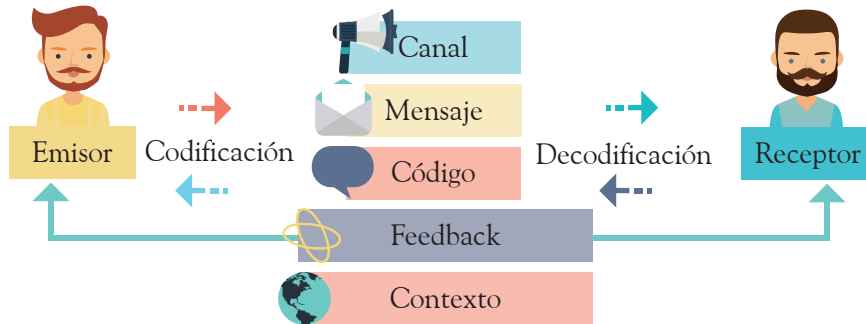 Canal
Mensaje
Emisor
Codificación
Código
Decodificación
Receptor
Feedback
Contexto